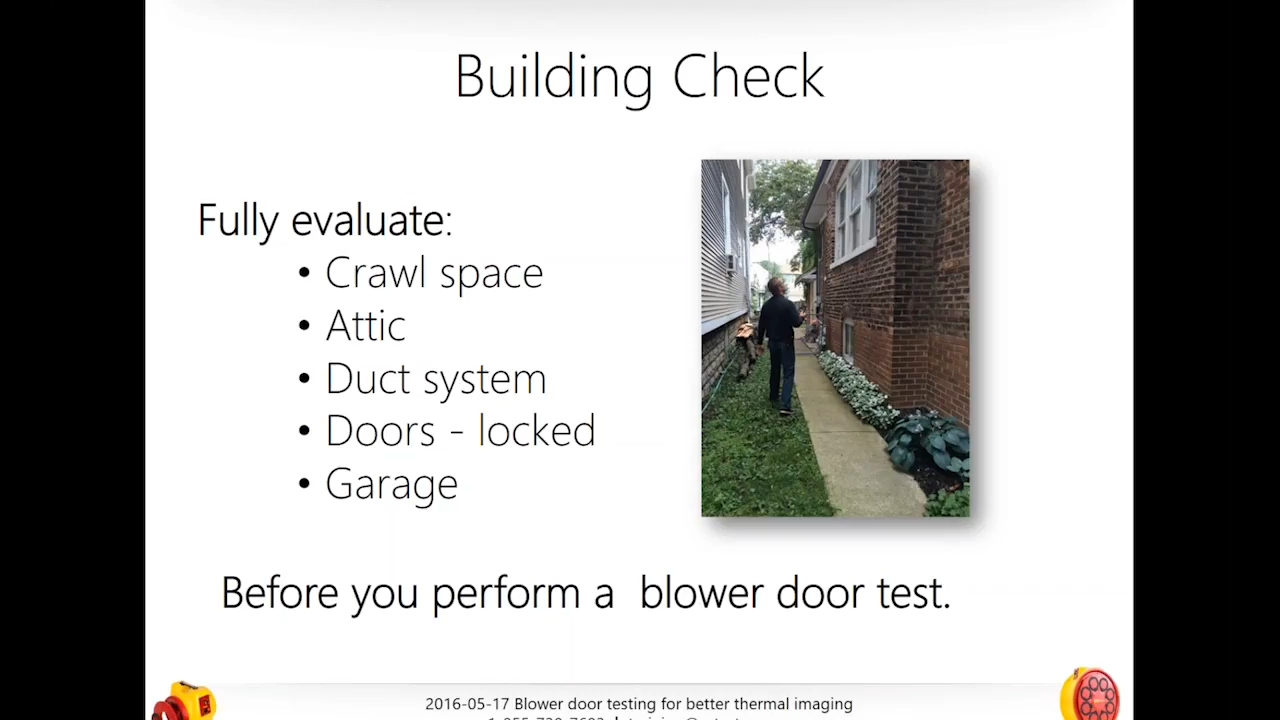 Building Check
Fully evaluate:
• Crawl space
• Attic
• Duct system
• Doors - locked
• Garage
Before you perform a blower door test.
2016-05-17 Blower door testing for better thermal imaging